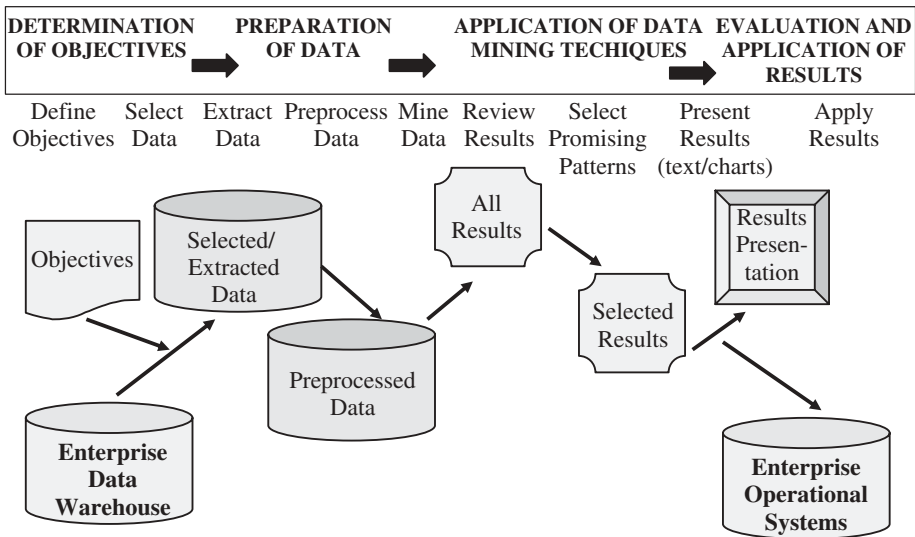 DETERMINATION
OF OBJECTIVES
PREPARATION
OF DATA
APPLICATION OF DATA
MINING TECHIQUES
EVALUATION AND
APPLICATION OF
RESULTS
Define
Objectives
Select
Data
Extract
Data
Preprocess
Data
Mine
Data
Review
Results
Select
Promising
Patterns
Present
Results
(text/charts)
Apply
Results
Objectives
Selected/
Extracted
Data
All
Results
Results
Presen-
tation
Selected
Results
Preprocessed
Data
Enterprise
Data
Warehouse
Enterprise
Operational
Systems